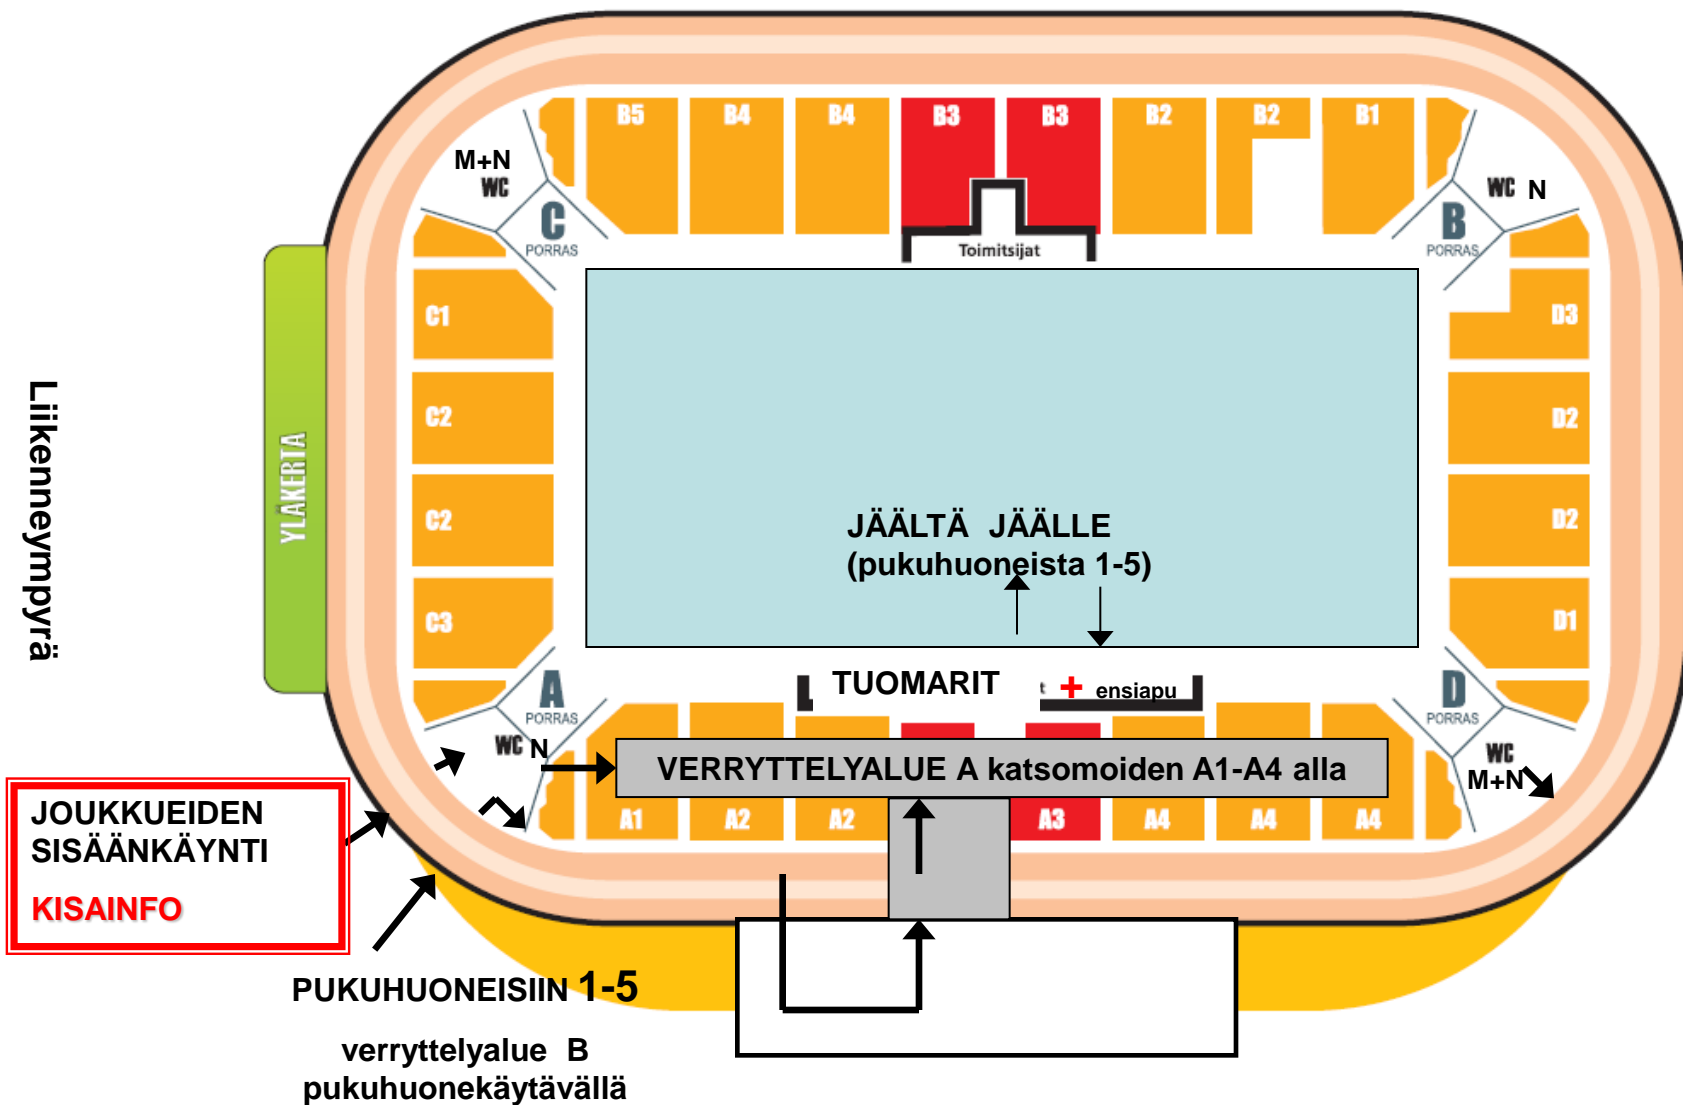 B5 B4 B4 B3 B3 B2 B2 B1
M+N
WC
C
PORRAS
WC N
B
PORRAS
Toimitsijat
C1
C2
C2
C3
D3
D2
D2
D1
YLÄKERTA
Liikenneympyrä
JÄÄLTÄ JÄÄLLE
(pukuhuoneista 1-5)
TUOMARIT
t + ensiapu
A
PORRAS
WC N
D
PORRAS
WC
M+N
VERRYTTELYALUE A katsomoiden A1-A4 alla
A1 A2 A2 A3 A4 A4 A4
JOUKKUEIDEN
SISÄÄNKÄYNTI
KISAINFO
PUKUHUONEISIIN 1-5
verryttelyalue B
pukuhuonekäytävällä